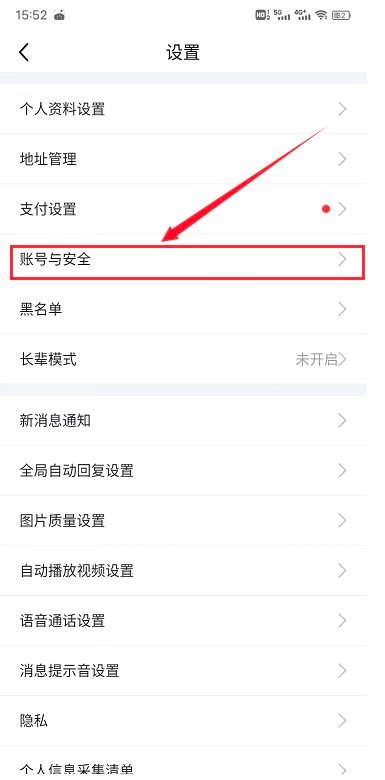 15:52 HD 1 2 5G 4G+ 82
设置
个人资料设置
地址管理
支付设置
账号与安全
黑名单
长辈模式 未开启
新消息通知
全局自动回复设置
图片质量设置
自动播放视频设置
语音通话设置
消息提示音设置
隐私
个人信息采集清单